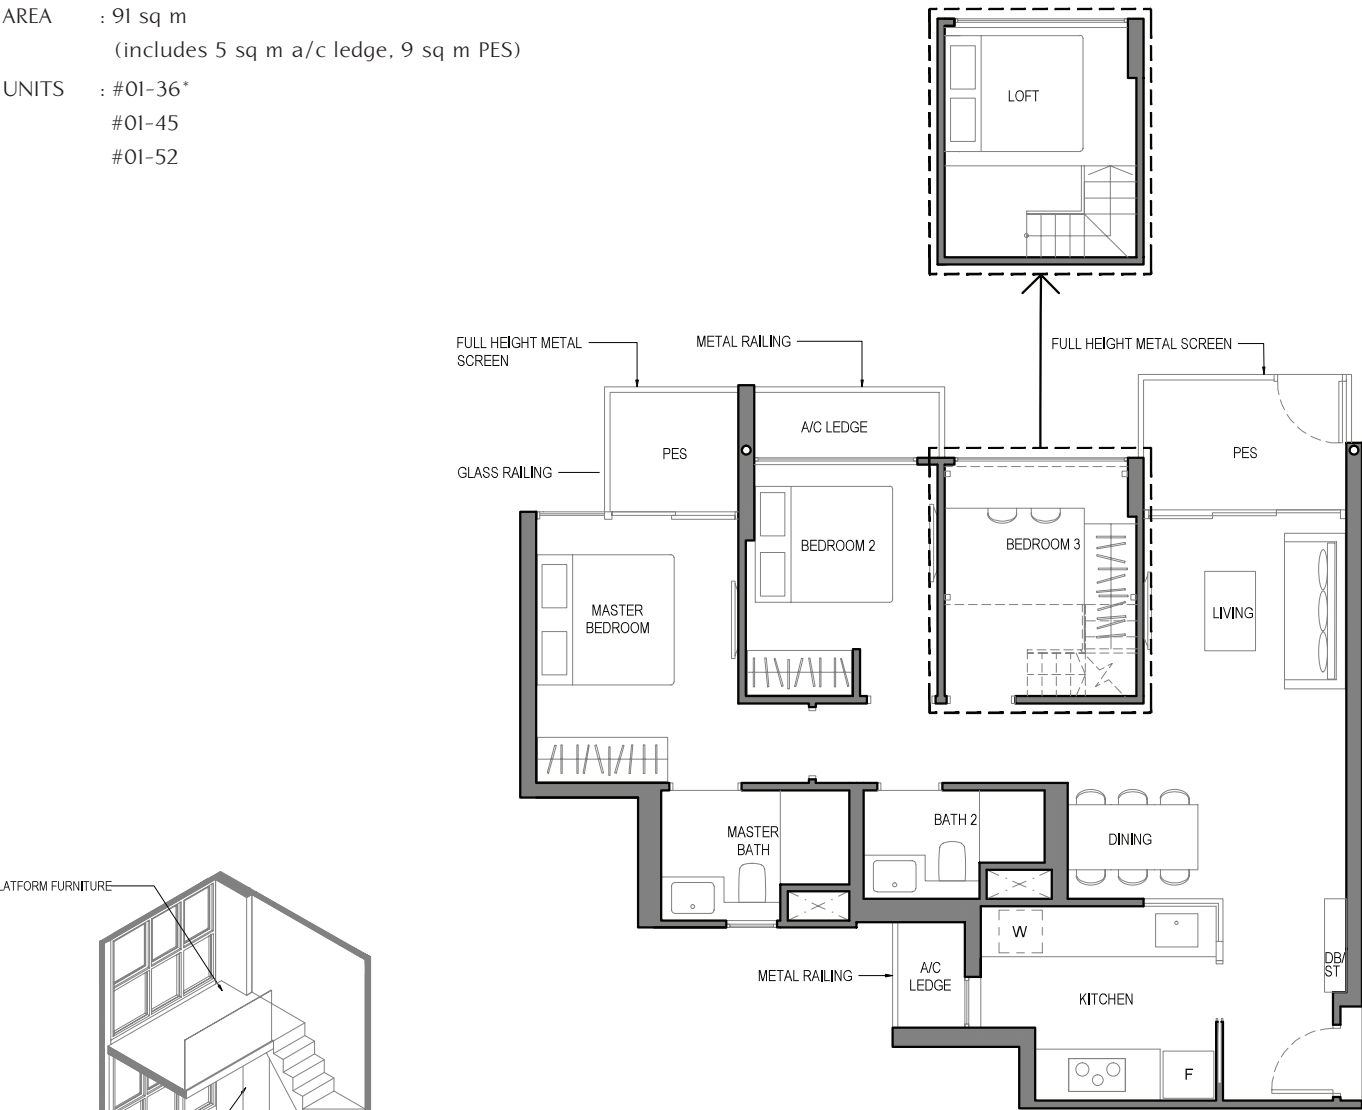 AREA : 91 sq m
(includes 5 sq m a/c ledge, 9 sq m PES)
UNITS : #01-36*
#01-45
#01-52
LOFT
FULL HEIGHT METAL
SCREEN
METAL RAILING
FULL HEIGHT METAL SCREEN
A/C LEDGE
PES
PES
GLASS RAILING
BEDROOM 2
BEDROOM 3
MASTER
BEDROOM
LIVING
MASTER
BATH
BATH 2
DINING
LATFORM FURNITURE
W
METAL RAILING
A/C
LEDGE
DB/
ST
KITCHEN
F